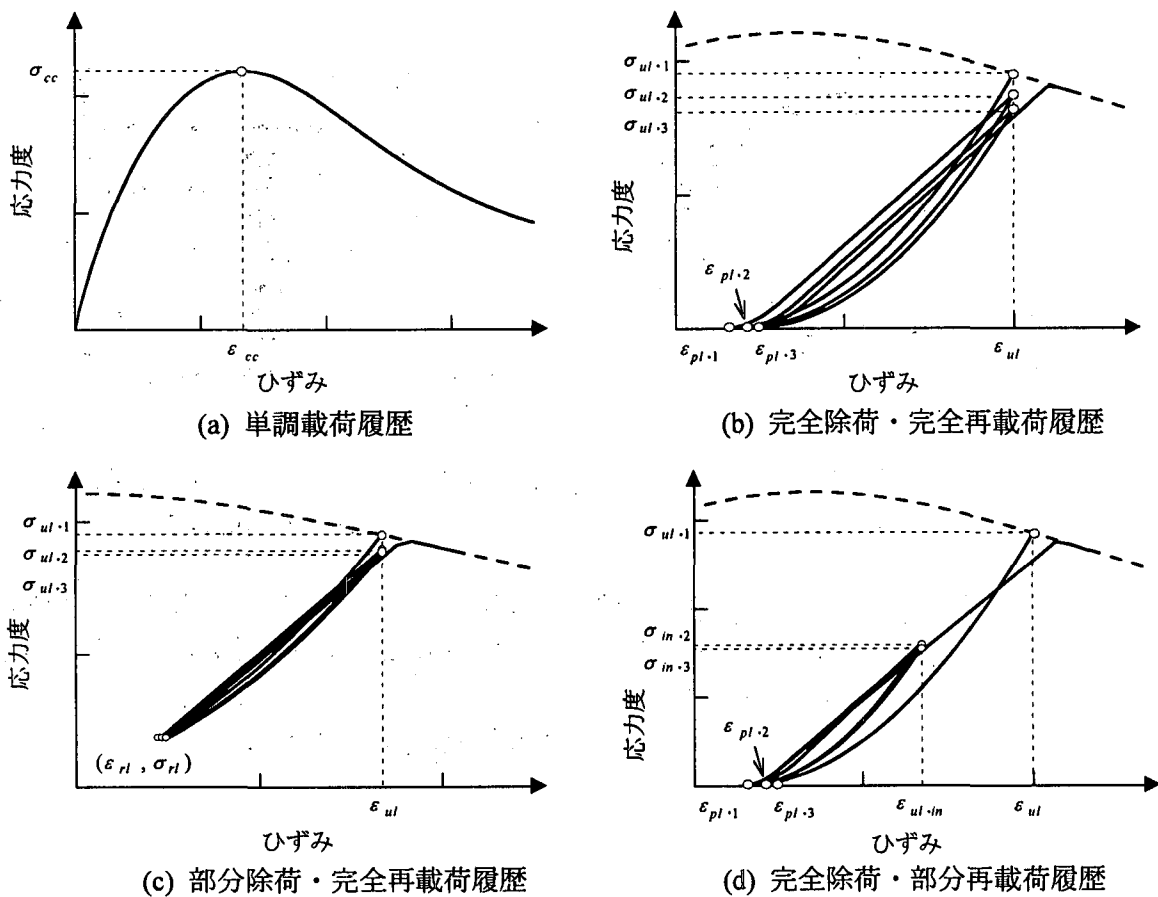 σcc
応力度
εcc
ひずみ
(a) 単調載荷履歴
σul·1
σul·2
σul·3
応力度
εpl·2
εpl·1
εpl·3
εul
ひずみ
(b) 完全除荷・完全再載荷履歴
σul·1
σul·2
σul·3
応力度
(εrl , σrl)
εul
ひずみ
(c) 部分除荷・完全再載荷履歴
σul·1
σin·2
σin·3
応力度
εpl·2
εpl·1
εpl·3
εul·in
εul
ひずみ
(d) 完全除荷・部分再載荷履歴